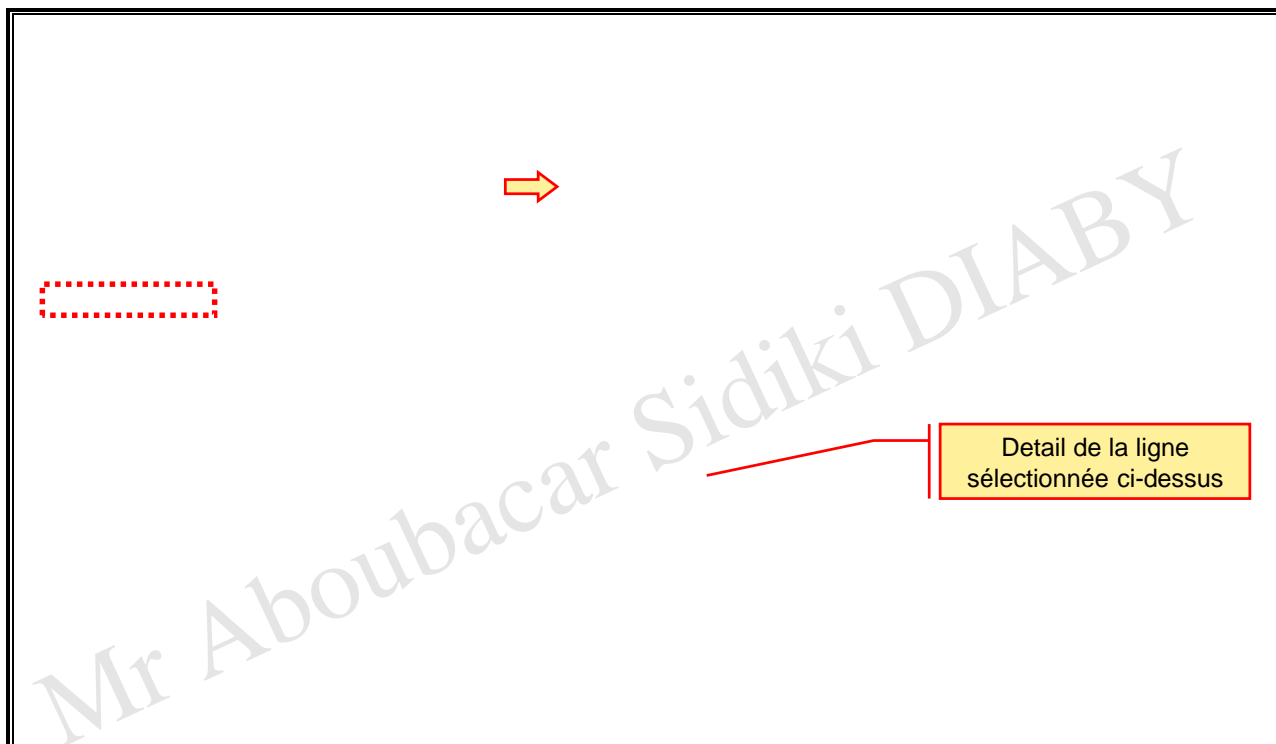 Mr Aboubacar Sidiki DIABY
Detail de la ligne
sélectionnée ci-dessus